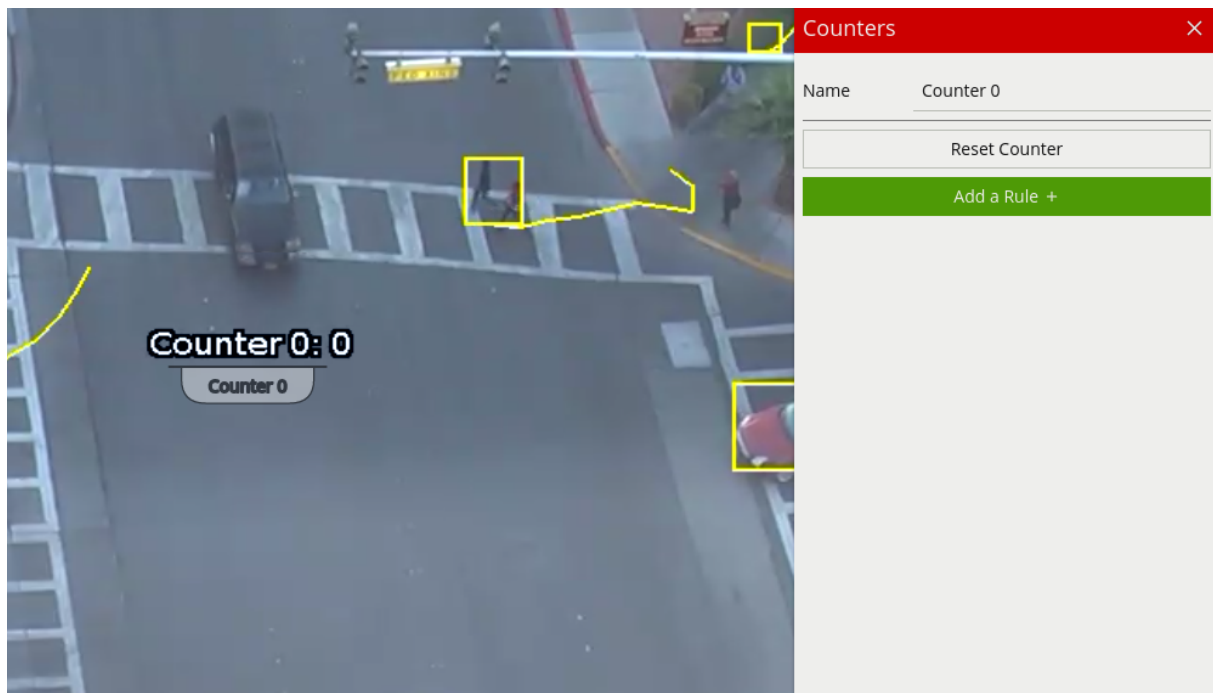 PED XING
Counter 0: 0
Counter 0
Counters
Name
Counter 0
Reset Counter
Add a Rule +